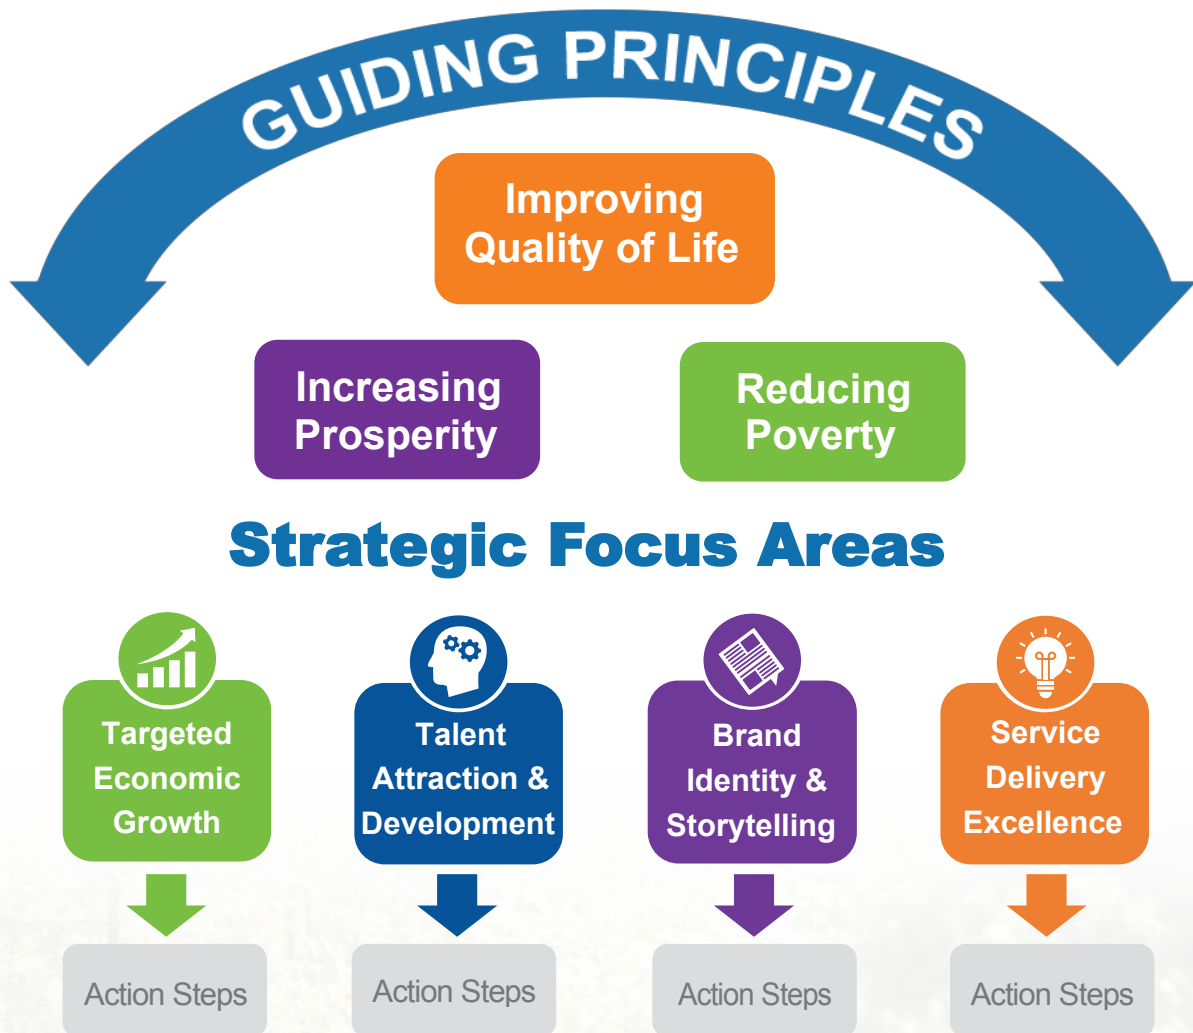 GUIDING PRINCIPLES
Improving
Quality of Life
Increasing
Prosperity
Reducing
Poverty
Strategic Focus Areas
Targeted
Economic
Growth
Talent
Attraction &
Development
Brand
Identity &
Storytelling
Service
Delivery
Excellence
Action Steps
Action Steps
Action Steps
Action Steps